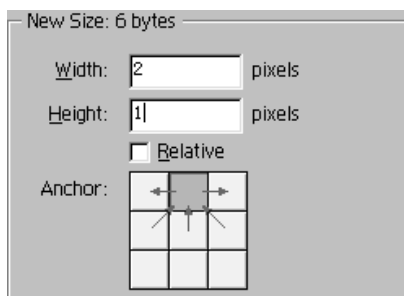 New Size: 6 bytes
Width: 2 pixels
Height: 1 pixels
Relative
Anchor: